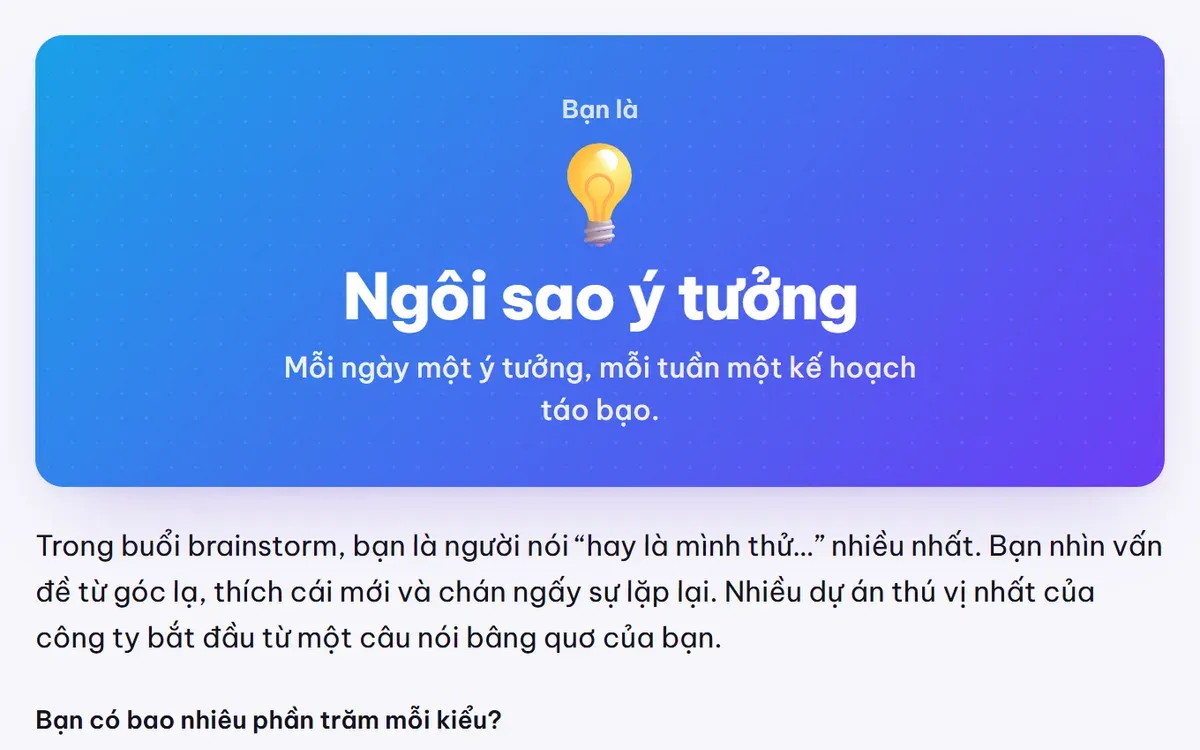 Bạn là
Ngôi sao ý tưởng
Mỗi ngày một ý tưởng, mỗi tuần một kế hoạch
táo bạo.
Trong buổi brainstorm, bạn là người nói “hay là mình thử…” nhiều nhất. Bạn nhìn vấn
đề từ góc lạ, thích cái mới và chán ngấy sự lặp lại. Nhiều dự án thú vị nhất của
công ty bắt đầu từ một câu nói bâng quơ của bạn.
Bạn có bao nhiêu phần trăm mỗi kiểu?